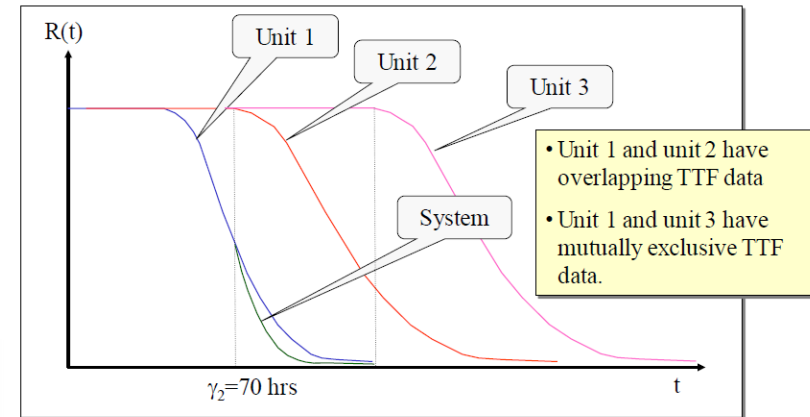 R(t)
Unit 1
Unit 2
Unit 3
• Unit 1 and unit 2 have
overlapping TTF data
• Unit 1 and unit 3 have
mutually exclusive TTF
data.
System
γ₂=70 hrs
t